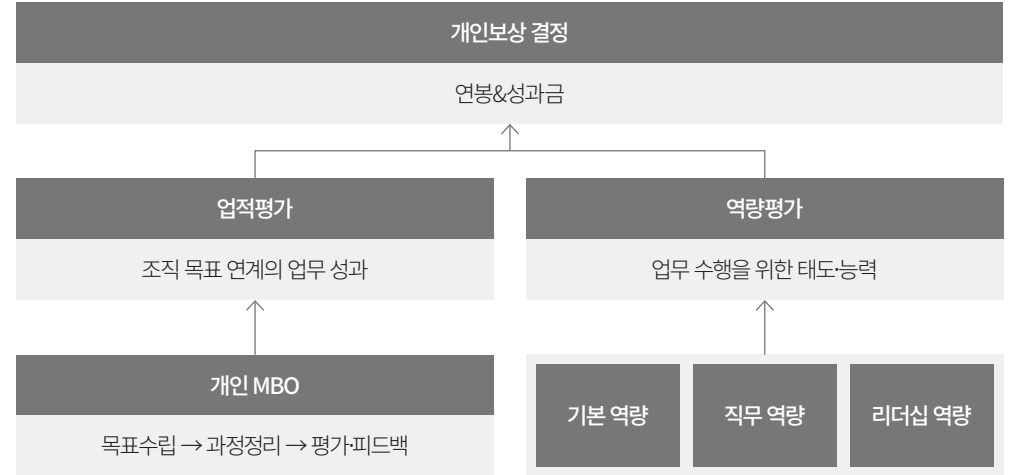 개인보상 결정
연봉&성과금
업적평가
조직 목표 연계의 업무 성과
역량평가
업무 수행을 위한 태도·능력
개인 MBO
목표수립 → 과정정리 → 평가·피드백
기본 역량
직무 역량
리더십 역량